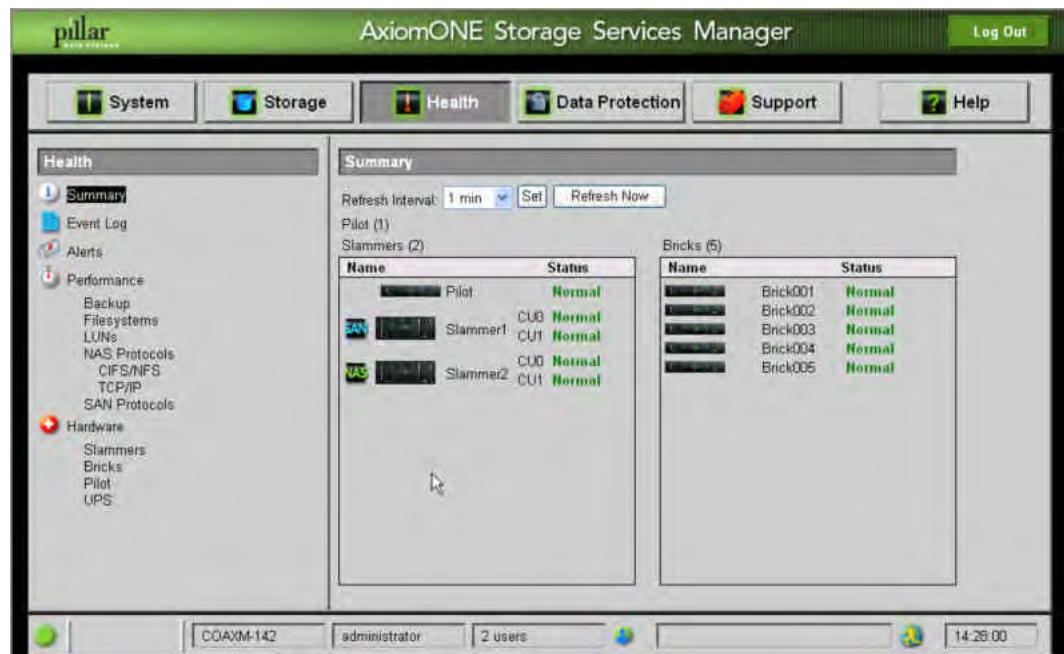 pillar
DATA SYSTEMS
AxiomONE Storage Services Manager
Log Out
System
Storage
Health
Data Protection
Support
Help
Health
Summary
Event Log
Alerts
Performance
Backup
Filesystems
LUNs
NAS Protocols
CIFS/NFS
TCP/IP
SAN Protocols
Hardware
Slammers
Bricks
Pilot
UPS
Summary
Refresh Interval: 1 min Set Refresh Now
Pilot (1)
Slammers (2)
Name Status
Pilot Normal
SAN Slammer1 CU0 Normal
CU1 Normal
NAS Slammer2 CU0 Normal
CU1 Normal
Bricks (5)
Name Status
Brick001 Normal
Brick002 Normal
Brick003 Normal
Brick004 Normal
Brick005 Normal
COAXM-142 administrator 2 users 14:28:00